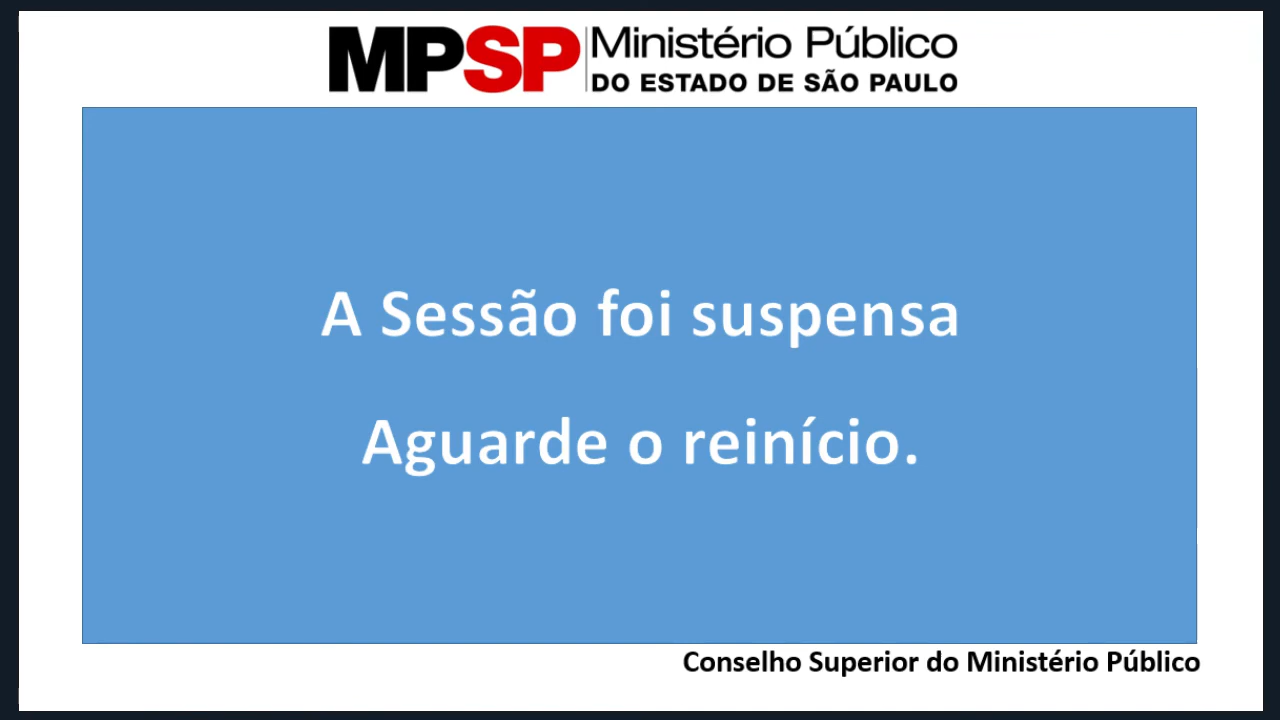 MPSP Ministério Público
DO ESTADO DE SÃO PAULO
A Sessão foi suspensa
Aguarde o reinício.
Conselho Superior do Ministério Público